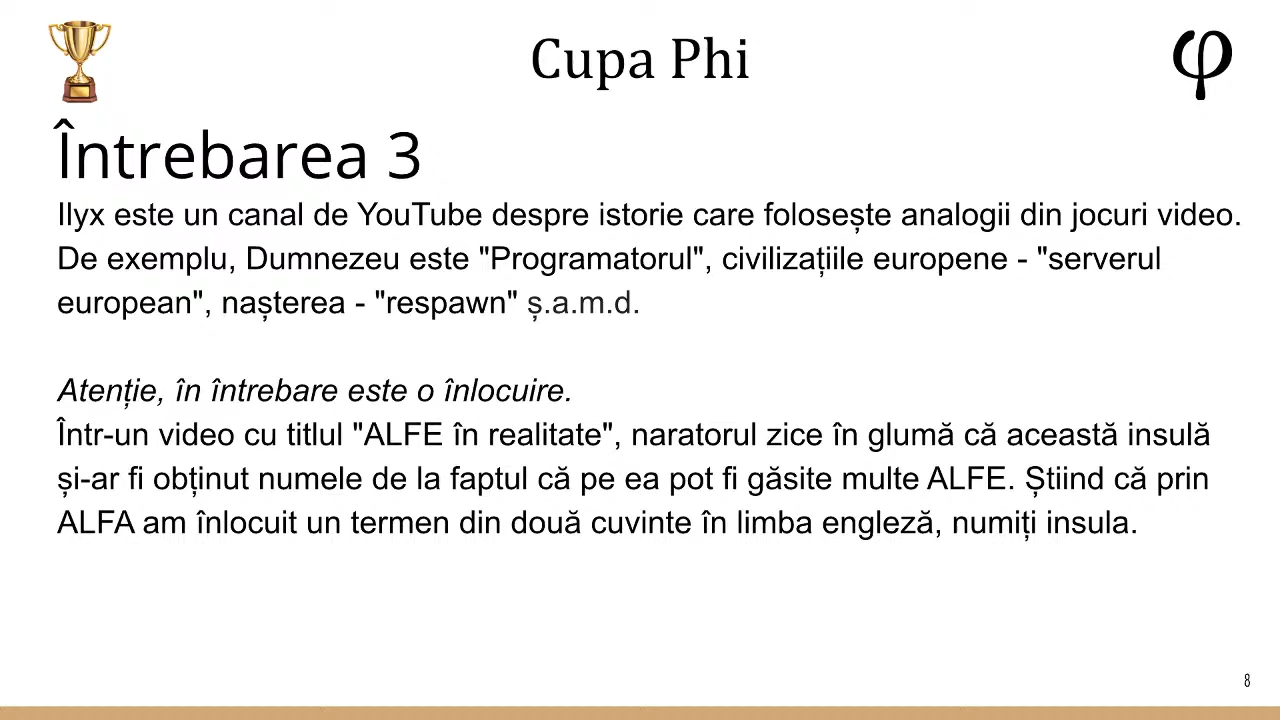 Cupa Phi
φ
Întrebarea 3
Ilyx este un canal de YouTube despre istorie care folosește analogii din jocuri video.
De exemplu, Dumnezeu este "Programatorul", civilizațiile europene - "serverul
european", nașterea - "respawn" ș.a.m.d.
Atenție, în întrebare este o înlocuire.
Într-un video cu titlul "ALFE în realitate", naratorul zice în glumă că această insulă
și-ar fi obținut numele de la faptul că pe ea pot fi găsite multe ALFE. Știind că prin
ALFA am înlocuit un termen din două cuvinte în limba engleză, numiți insula.
8